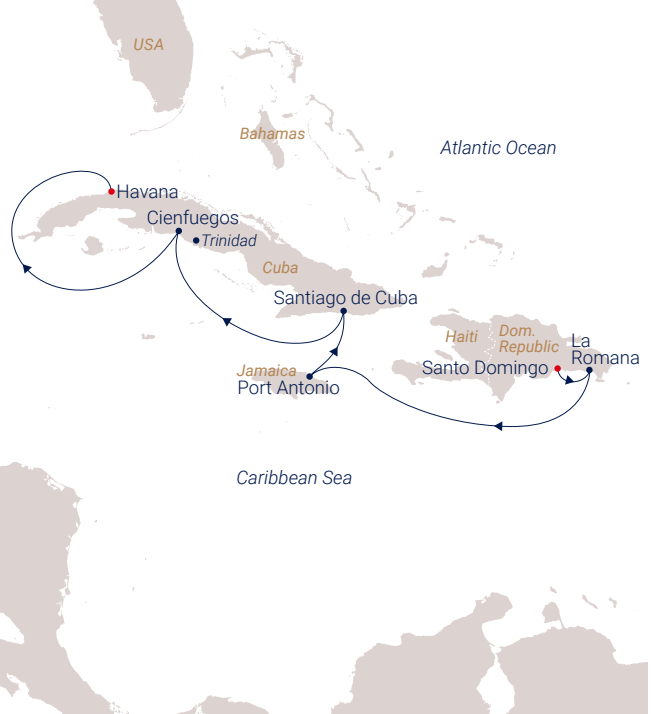 USA
Bahamas
Atlantic Ocean
Havana
Cienfuegos
Trinidad
Cuba
Santiago de Cuba
Haiti
Dom.
Republic
La
Romana
Santo Domingo
Jamaica
Port Antonio
Caribbean Sea